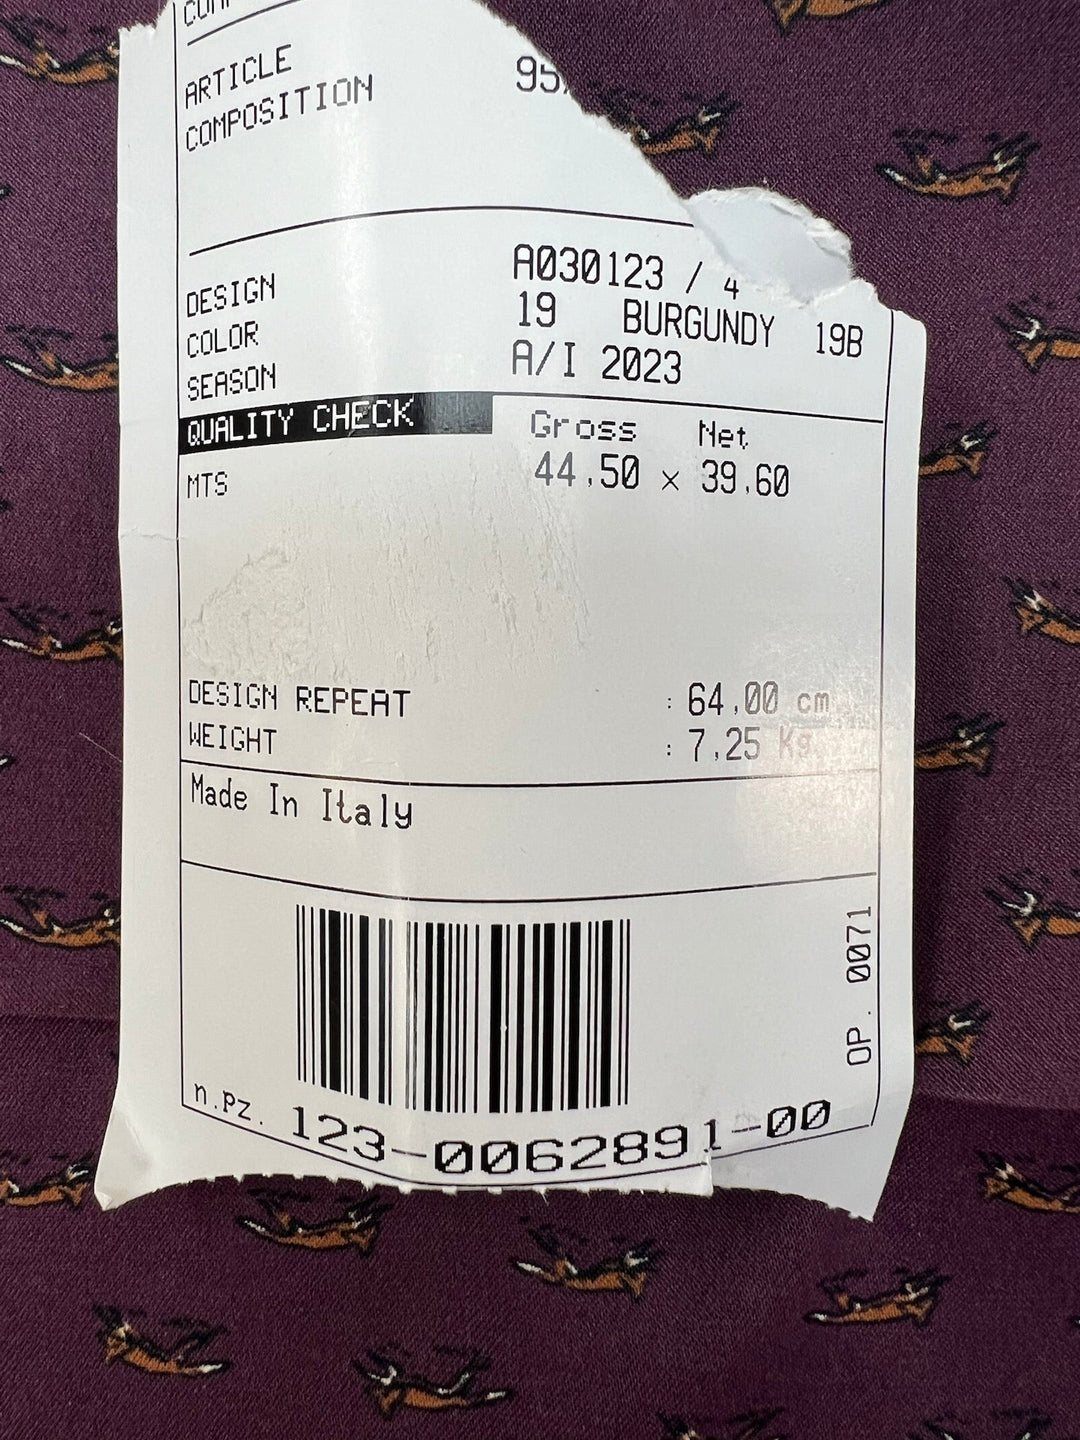 ARTICLE
COMPOSITION 95
DESIGN A030123 / 4
COLOR 19 BURGUNDY 19B
SEASON A/I 2023
QUALITY CHECK Gross Net
MTS 44,50 x 39,60
DESIGN REPEAT : 64,00 cm
WEIGHT : 7,25 Kg.
Made In Italy
OP. 0071
n.pz. 123-0062891-00